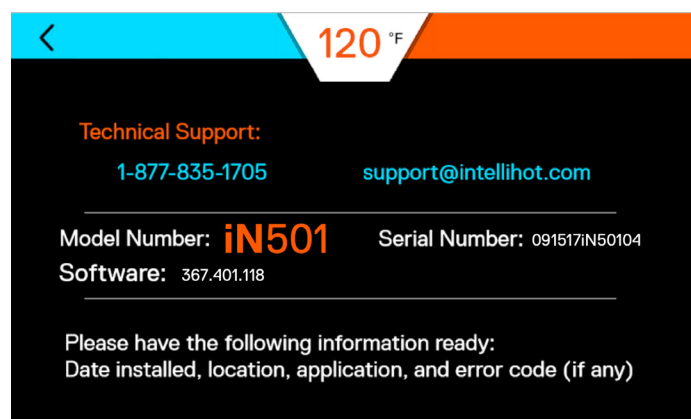 120 °F
Technical Support:
1-877-835-1705 support@intellihot.com
Model Number: iN501 Serial Number: 091517iN50104
Software: 367.401.118
Please have the following information ready:
Date installed, location, application, and error code (if any)